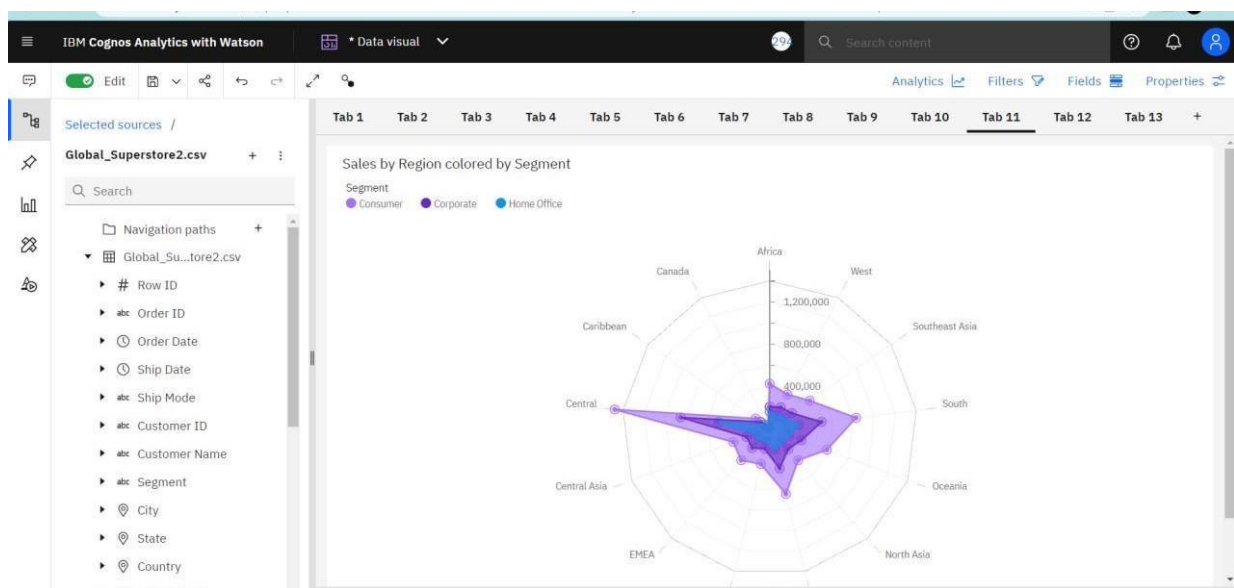 IBM Cognos Analytics with Watson
* Data visual
294
Search content
Edit
Analytics
Filters
Fields
Properties
Selected sources /
Global_Superstore2.csv + ⋮
Search
Navigation paths +
Global_Su...tore2.csv
# Row ID
abc Order ID
Order Date
Ship Date
abc Ship Mode
abc Customer ID
abc Customer Name
abc Segment
City
State
Country
Tab 1 Tab 2 Tab 3 Tab 4 Tab 5 Tab 6 Tab 7 Tab 8 Tab 9 Tab 10 Tab 11 Tab 12 Tab 13 +
Sales by Region colored by Segment
Segment
Consumer Corporate Home Office
Africa
Canada West
1,200,000
Caribbean Southeast Asia
800,000
400,000
Central South
Central Asia Oceania
EMEA North Asia